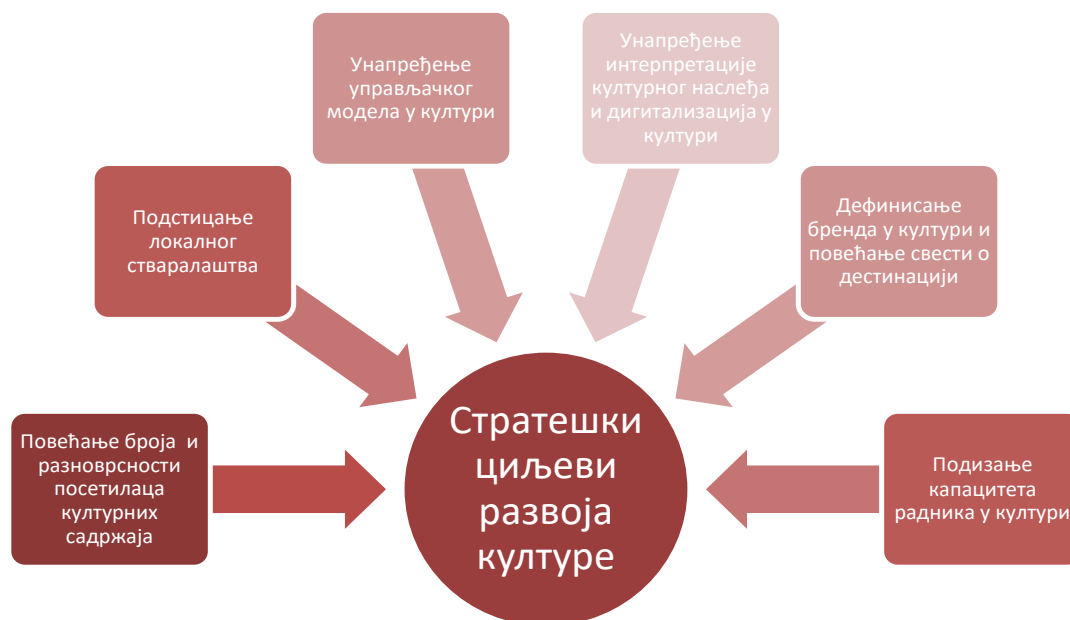 Унапређење
управљачког
модела у култури
Унапређење
интерпретације
културног наслеђа
и дигитализација у
култури
Подстицање
локалног
стваралаштва
Дефинисање
бренда у култури и
повећање свести о
дестинацији
Повећање броја и
разноврсности
посетилаца
културних
садржаја
Стратешки
циљеви
развоја
културе
Подизање
капацитета
радника у култури